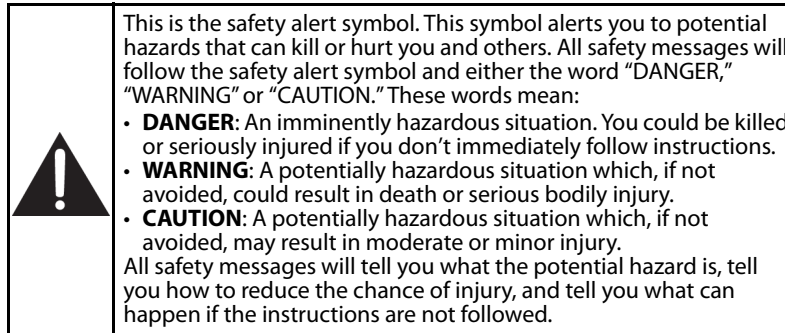 This is the safety alert symbol. This symbol alerts you to potential
hazards that can kill or hurt you and others. All safety messages will
follow the safety alert symbol and either the word “DANGER,”
“WARNING” or “CAUTION.” These words mean:
• DANGER: An imminently hazardous situation. You could be killed
or seriously injured if you don’t immediately follow instructions.
• WARNING: A potentially hazardous situation which, if not
avoided, could result in death or serious bodily injury.
• CAUTION: A potentially hazardous situation which, if not
avoided, may result in moderate or minor injury.
All safety messages will tell you what the potential hazard is, tell
you how to reduce the chance of injury, and tell you what can
happen if the instructions are not followed.